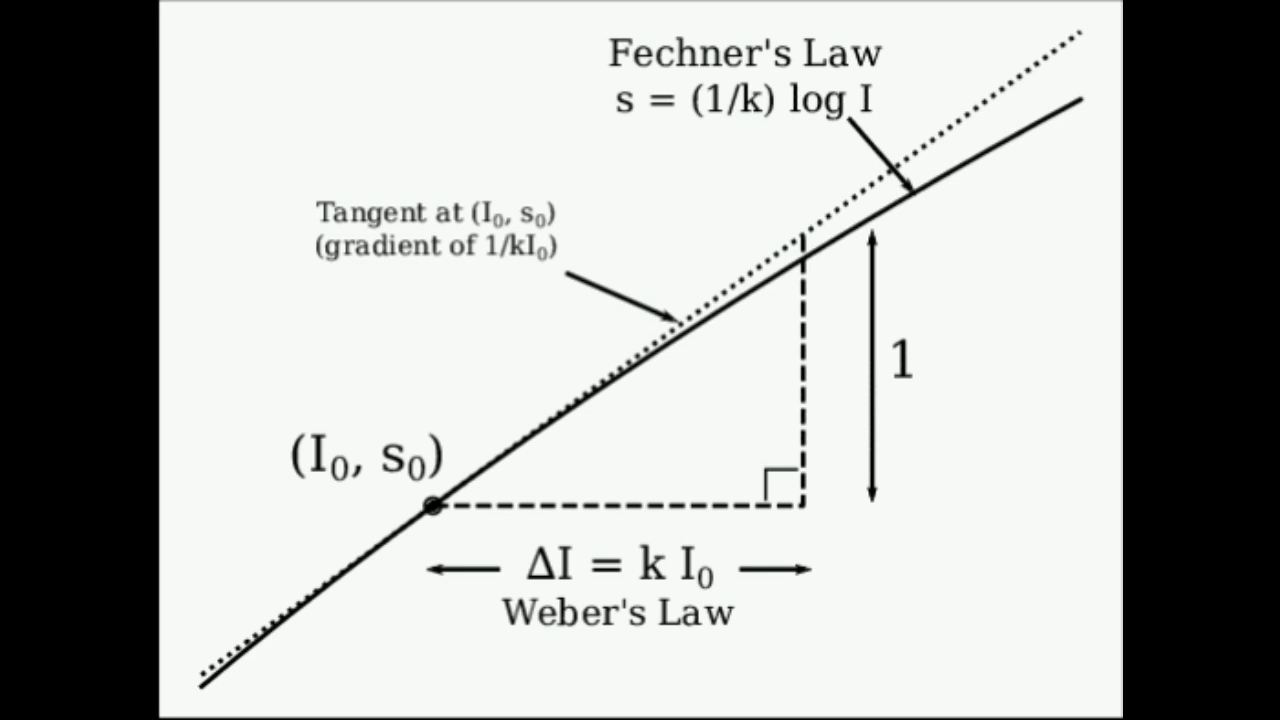 Fechner's Law
s = (1/k) log I
Tangent at (I₀, s₀)
(gradient of 1/kI₀)
1
(I₀, s₀)
ΔI = k I₀
Weber's Law